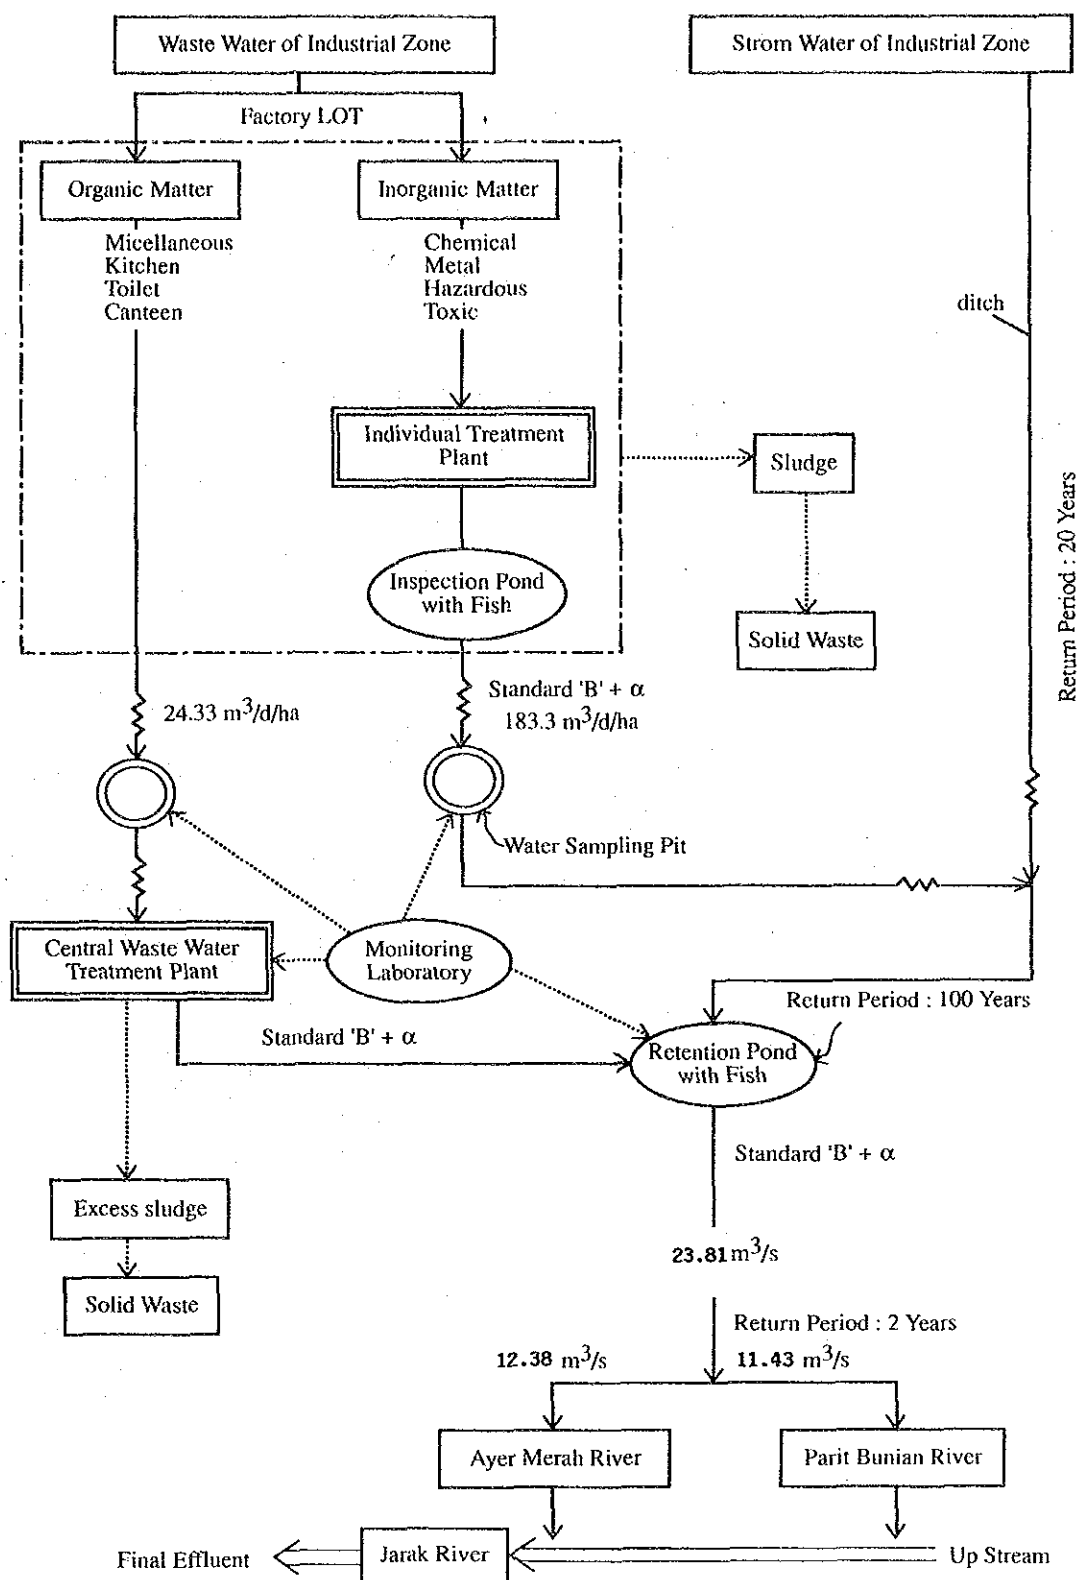 Waste Water of Industrial Zone
Strom Water of Industrial Zone
Factory LOT
Organic Matter
Inorganic Matter
Micellaneous
Kitchen
Toilet
Canteen
Chemical
Metal
Hazardous
Toxic
ditch
Individual Treatment
Plant
Sludge
Return Period : 20 Years
Inspection Pond
with Fish
Solid Waste
Standard 'B' + α
24.33 m³/d/ha
183.3 m³/d/ha
Water Sampling Pit
Central Waste Water
Treatment Plant
Monitoring
Laboratory
Return Period : 100 Years
Standard 'B' + α
Retention Pond
with Fish
Standard 'B' + α
Excess sludge
23.81 m³/s
Solid Waste
Return Period : 2 Years
12.38 m³/s
11.43 m³/s
Ayer Merah River
Parit Bunian River
Final Effluent
Jarak River
Up Stream